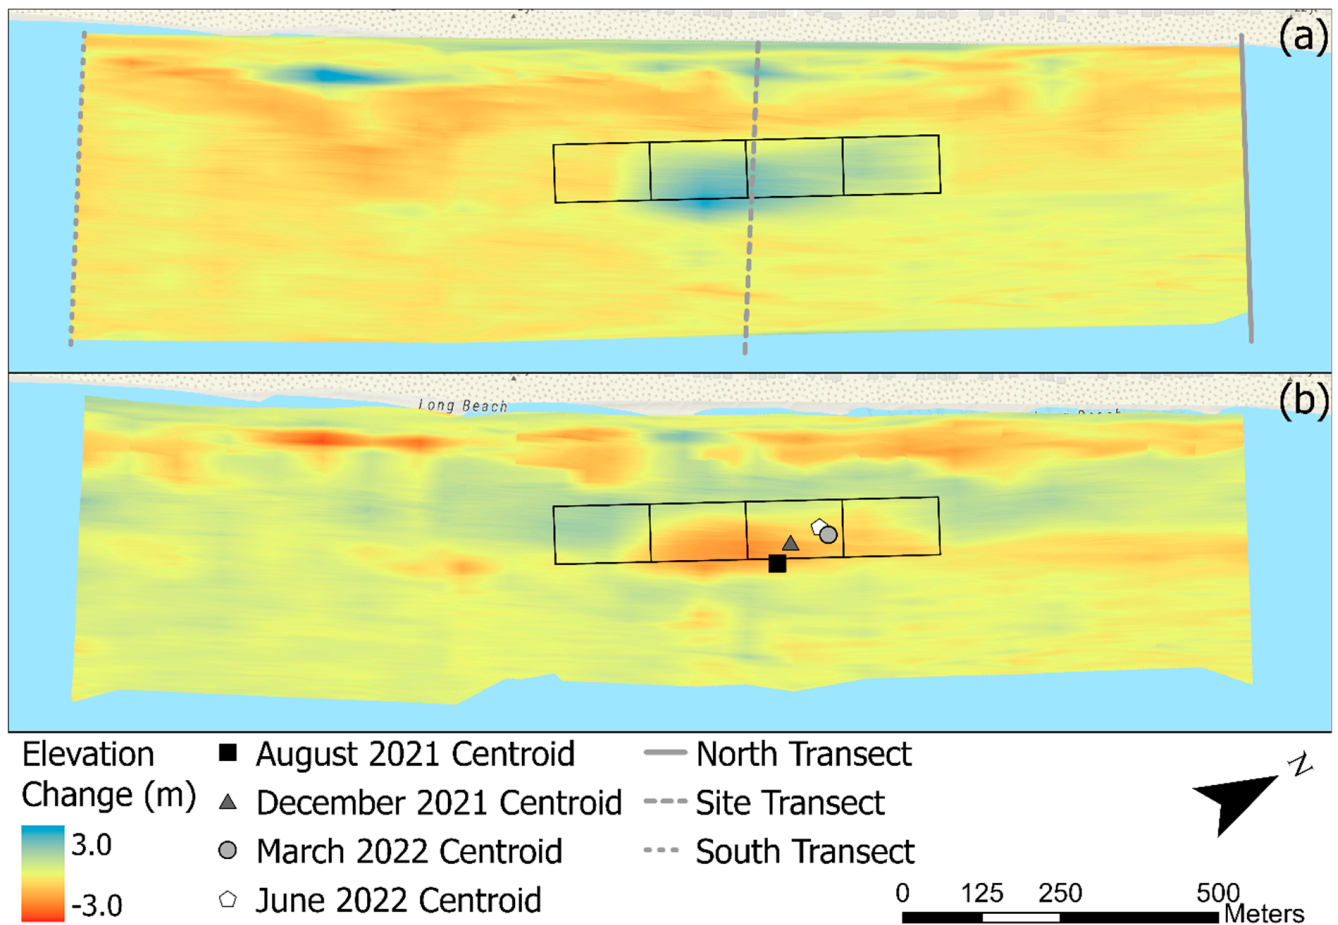 (a)
Long Beach
(b)
Elevation
Change (m)
3.0
-3.0
August 2021 Centroid
December 2021 Centroid
March 2022 Centroid
June 2022 Centroid
North Transect
Site Transect
South Transect
N
0 125 250 500
Meters